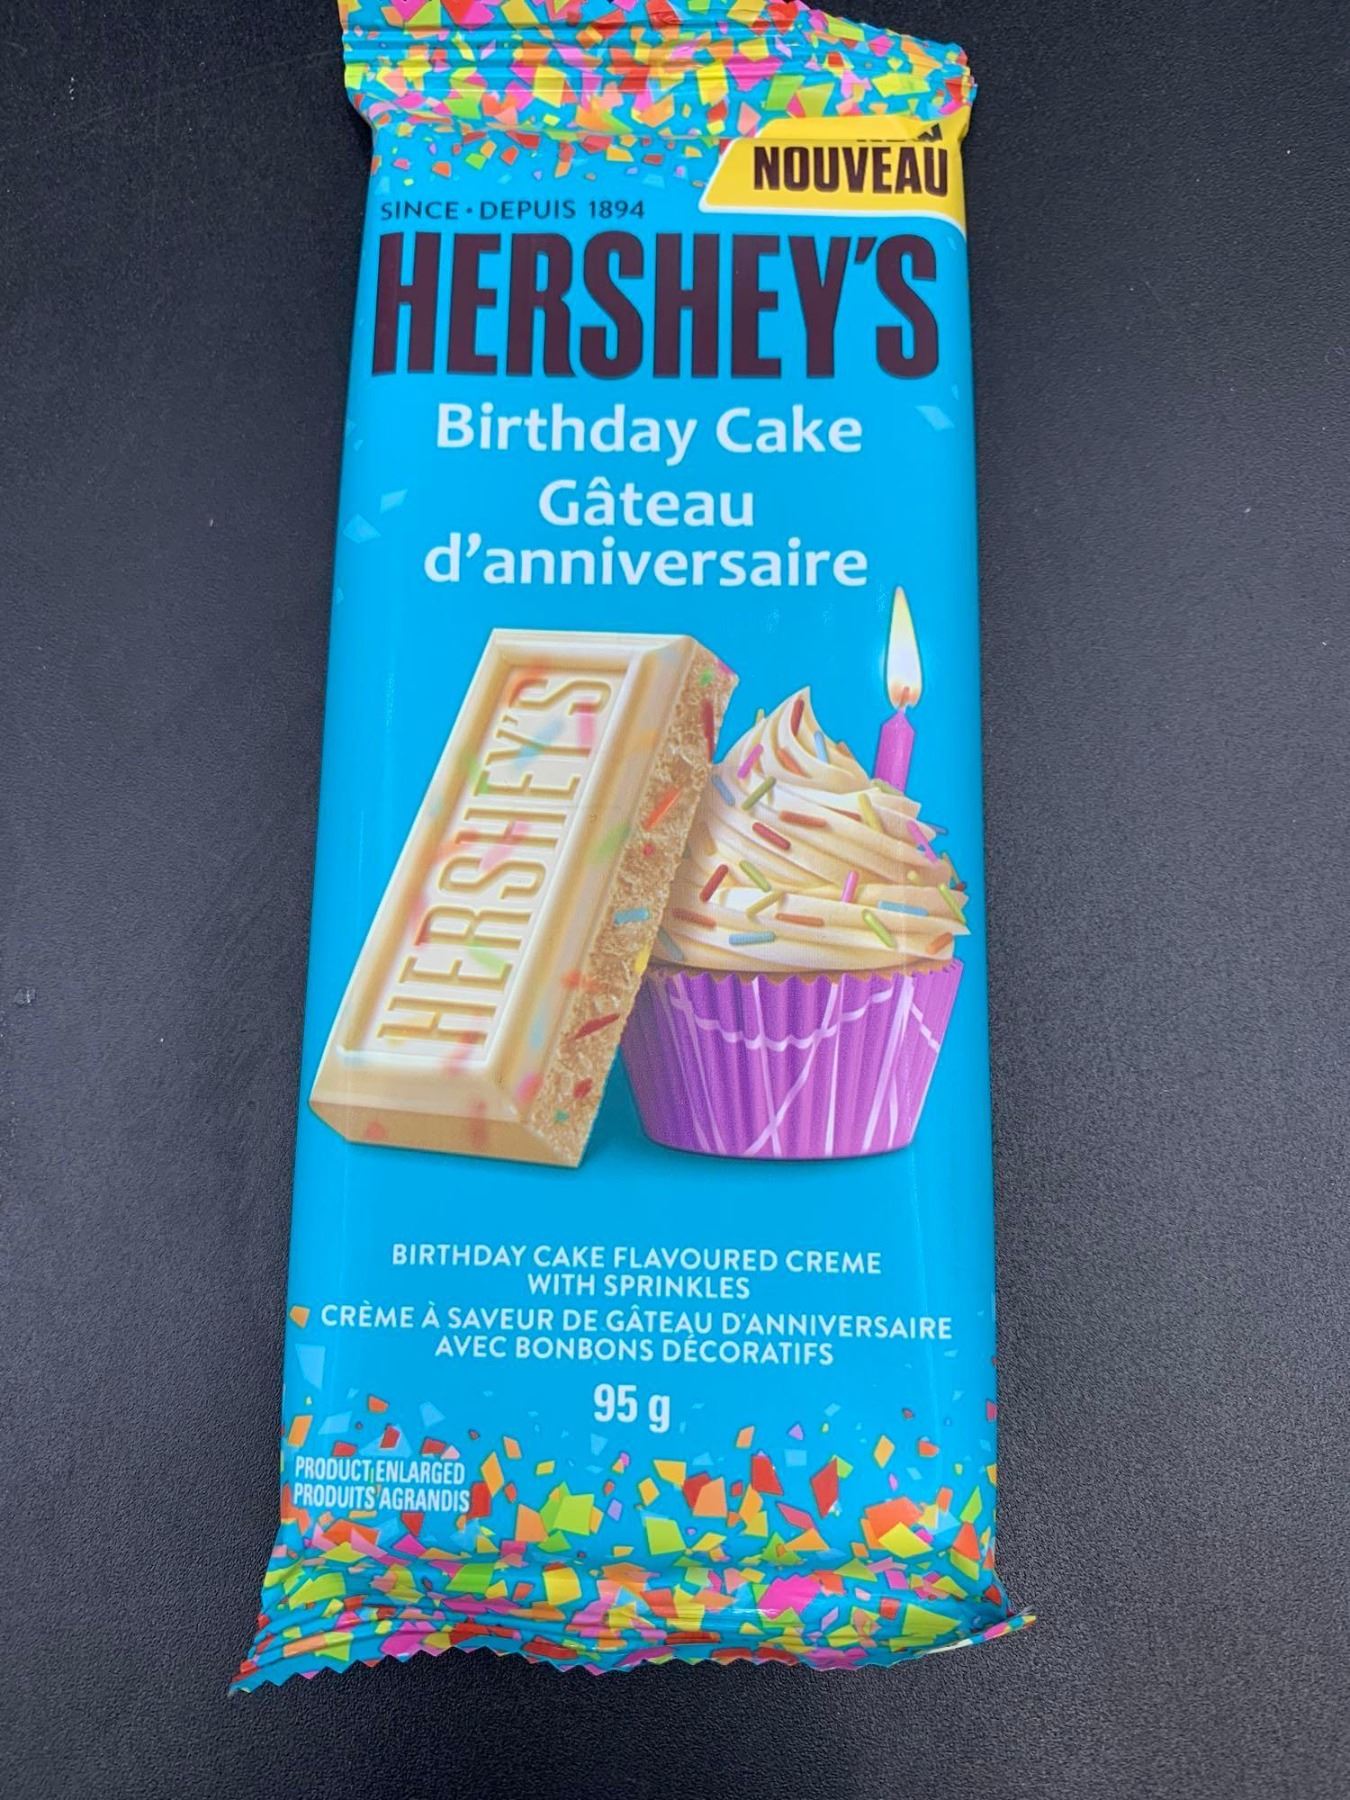 NOUVEAU
SINCE • DEPUIS 1894
HERSHEY'S
Birthday Cake
Gâteau
d'anniversaire
HERSHEY'S
BIRTHDAY CAKE FLAVOURED CREME
WITH SPRINKLES
CRÈME À SAVEUR DE GÂTEAU D'ANNIVERSAIRE
AVEC BONBONS DÉCORATIFS
95 g
PRODUCT ENLARGED
PRODUITS AGRANDIS